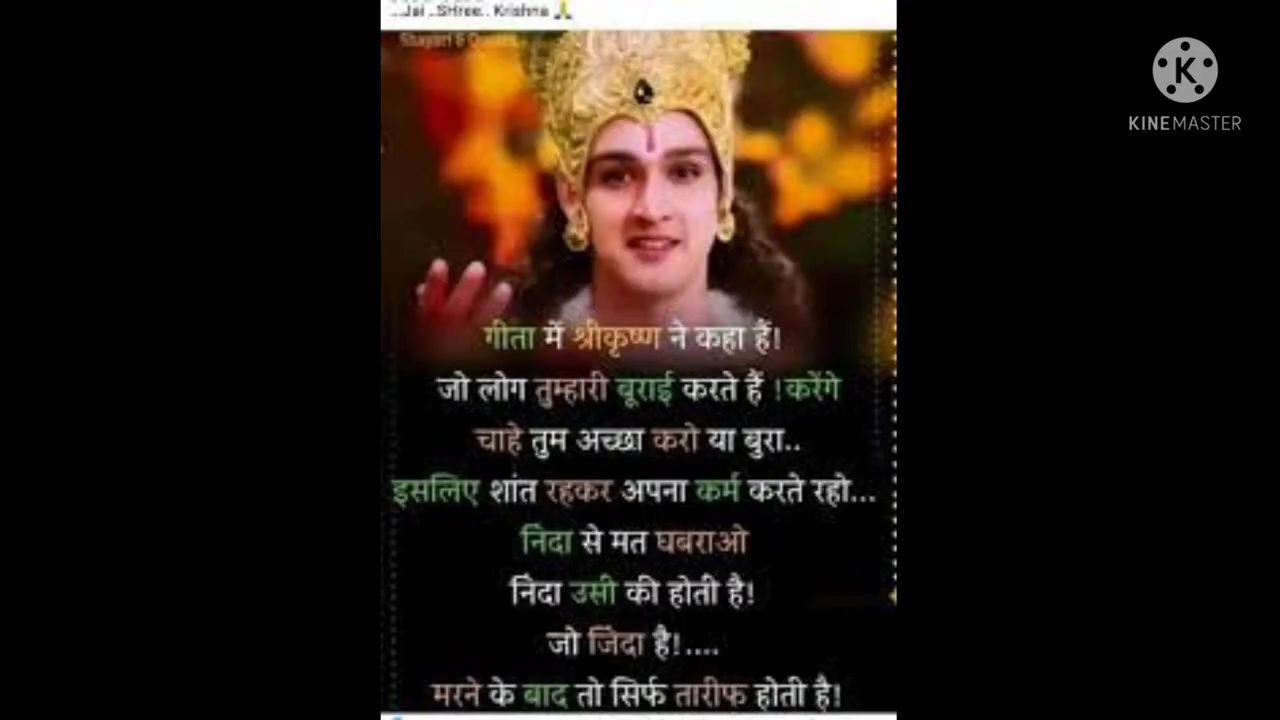 ..Jai ..SHree.. Krishna 🙏
KINEMASTER
गीता में श्रीकृष्ण ने कहा हैं!
जो लोग तुम्हारी बूराई करते हैं !करेंगे
चाहे तुम अच्छा करो या बुरा..
इसलिए शांत रहकर अपना कर्म करते रहो...
निंदा से मत घबराओ
निंदा उसी की होती है!
जो जिंदा है!....
मरने के बाद तो सिर्फ तारीफ होती है!